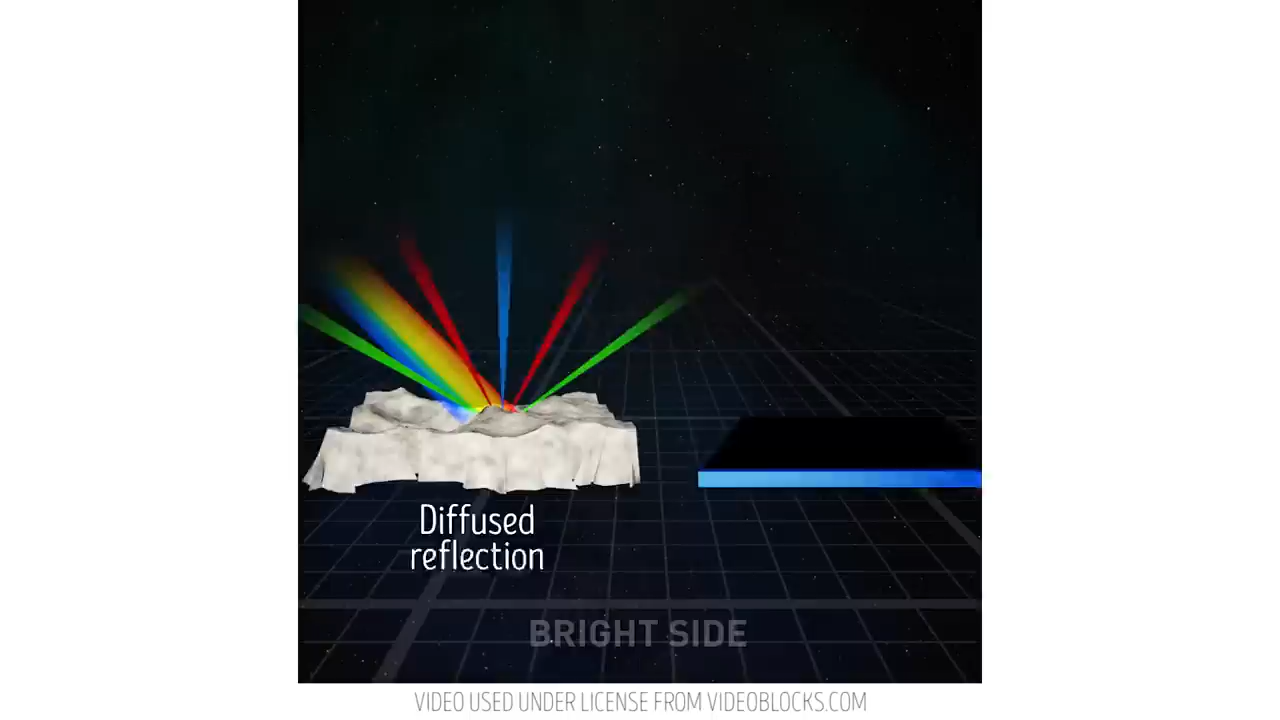 Diffused
reflection
BRIGHT SIDE
VIDEO USED UNDER LICENSE FROM VIDEOBLOCKS.COM